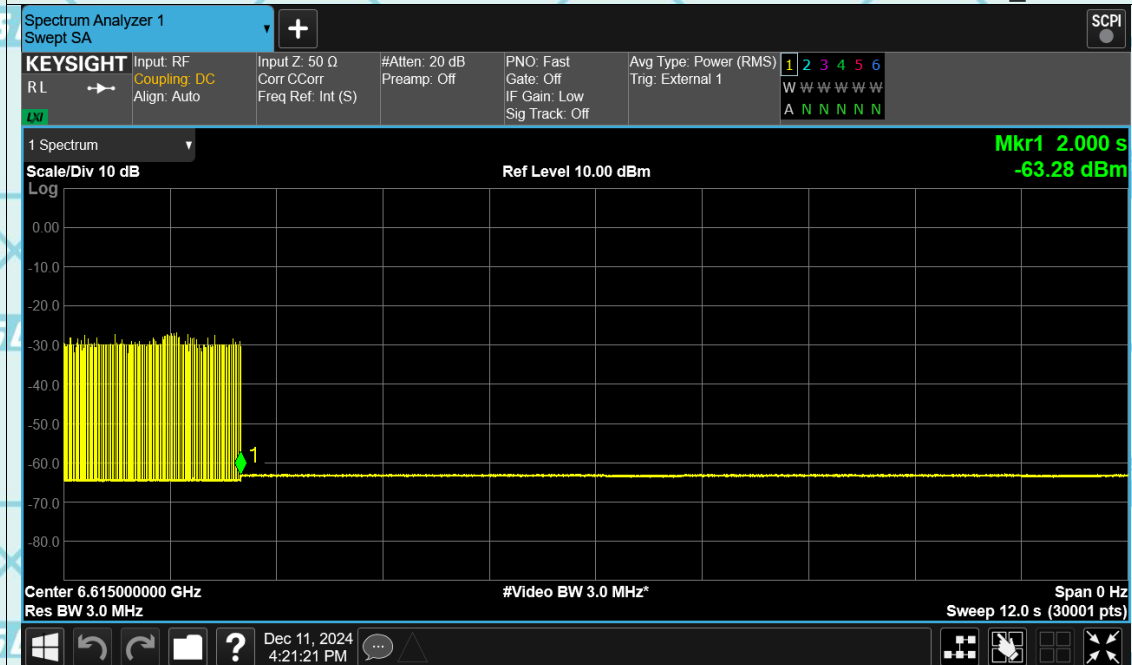 Spectrum Analyzer 1
Swept SA
+
SCPI
KEYSIGHT
RL
LXI
Input: RF
Coupling: DC
Align: Auto
Input Z: 50 Ω
Corr CCorr
Freq Ref: Int (S)
#Atten: 20 dB
Preamp: Off
PNO: Fast
Gate: Off
IF Gain: Low
Sig Track: Off
Avg Type: Power (RMS)
Trig: External 1
1 2 3 4 5 6
W W W W W W
A N N N N N
1 Spectrum
Mkr1 2.000 s
-63.28 dBm
Scale/Div 10 dB
Ref Level 10.00 dBm
Log
0.00
-10.0
-20.0
-30.0
-40.0
-50.0
-60.0
-70.0
-80.0
1
Center 6.615000000 GHz
#Video BW 3.0 MHz*
Span 0 Hz
Res BW 3.0 MHz
Sweep 12.0 s (30001 pts)
?
Dec 11, 2024
4:21:21 PM